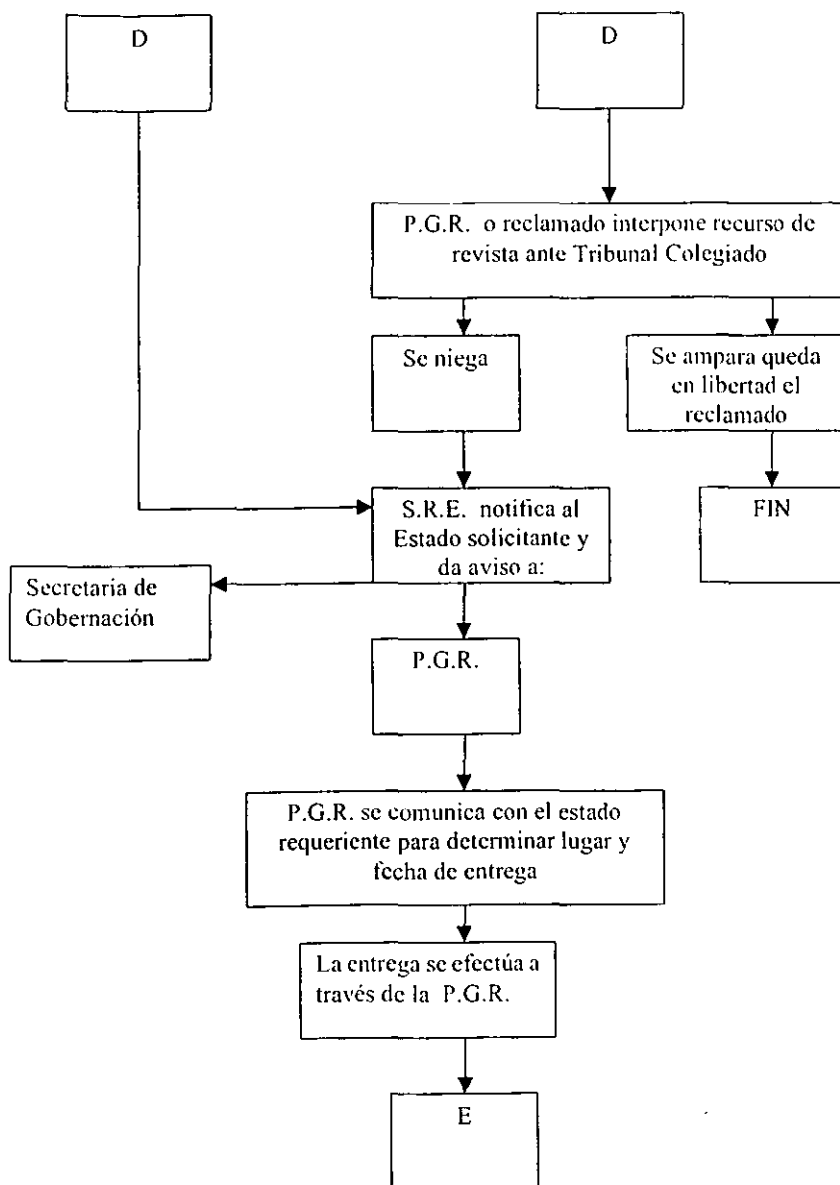 D
D
P.G.R. o reclamado interpone recurso de
revista ante Tribunal Colegiado
Se niega
Se ampara queda
en libertad el
reclamado
S.R.E. notifica al
Estado solicitante y
da aviso a:
FIN
Secretaria de
Gobernación
P.G.R.
P.G.R. se comunica con el estado
requeriente para determinar lugar y
fecha de entrega
La entrega se efectúa a
través de la P.G.R.
E